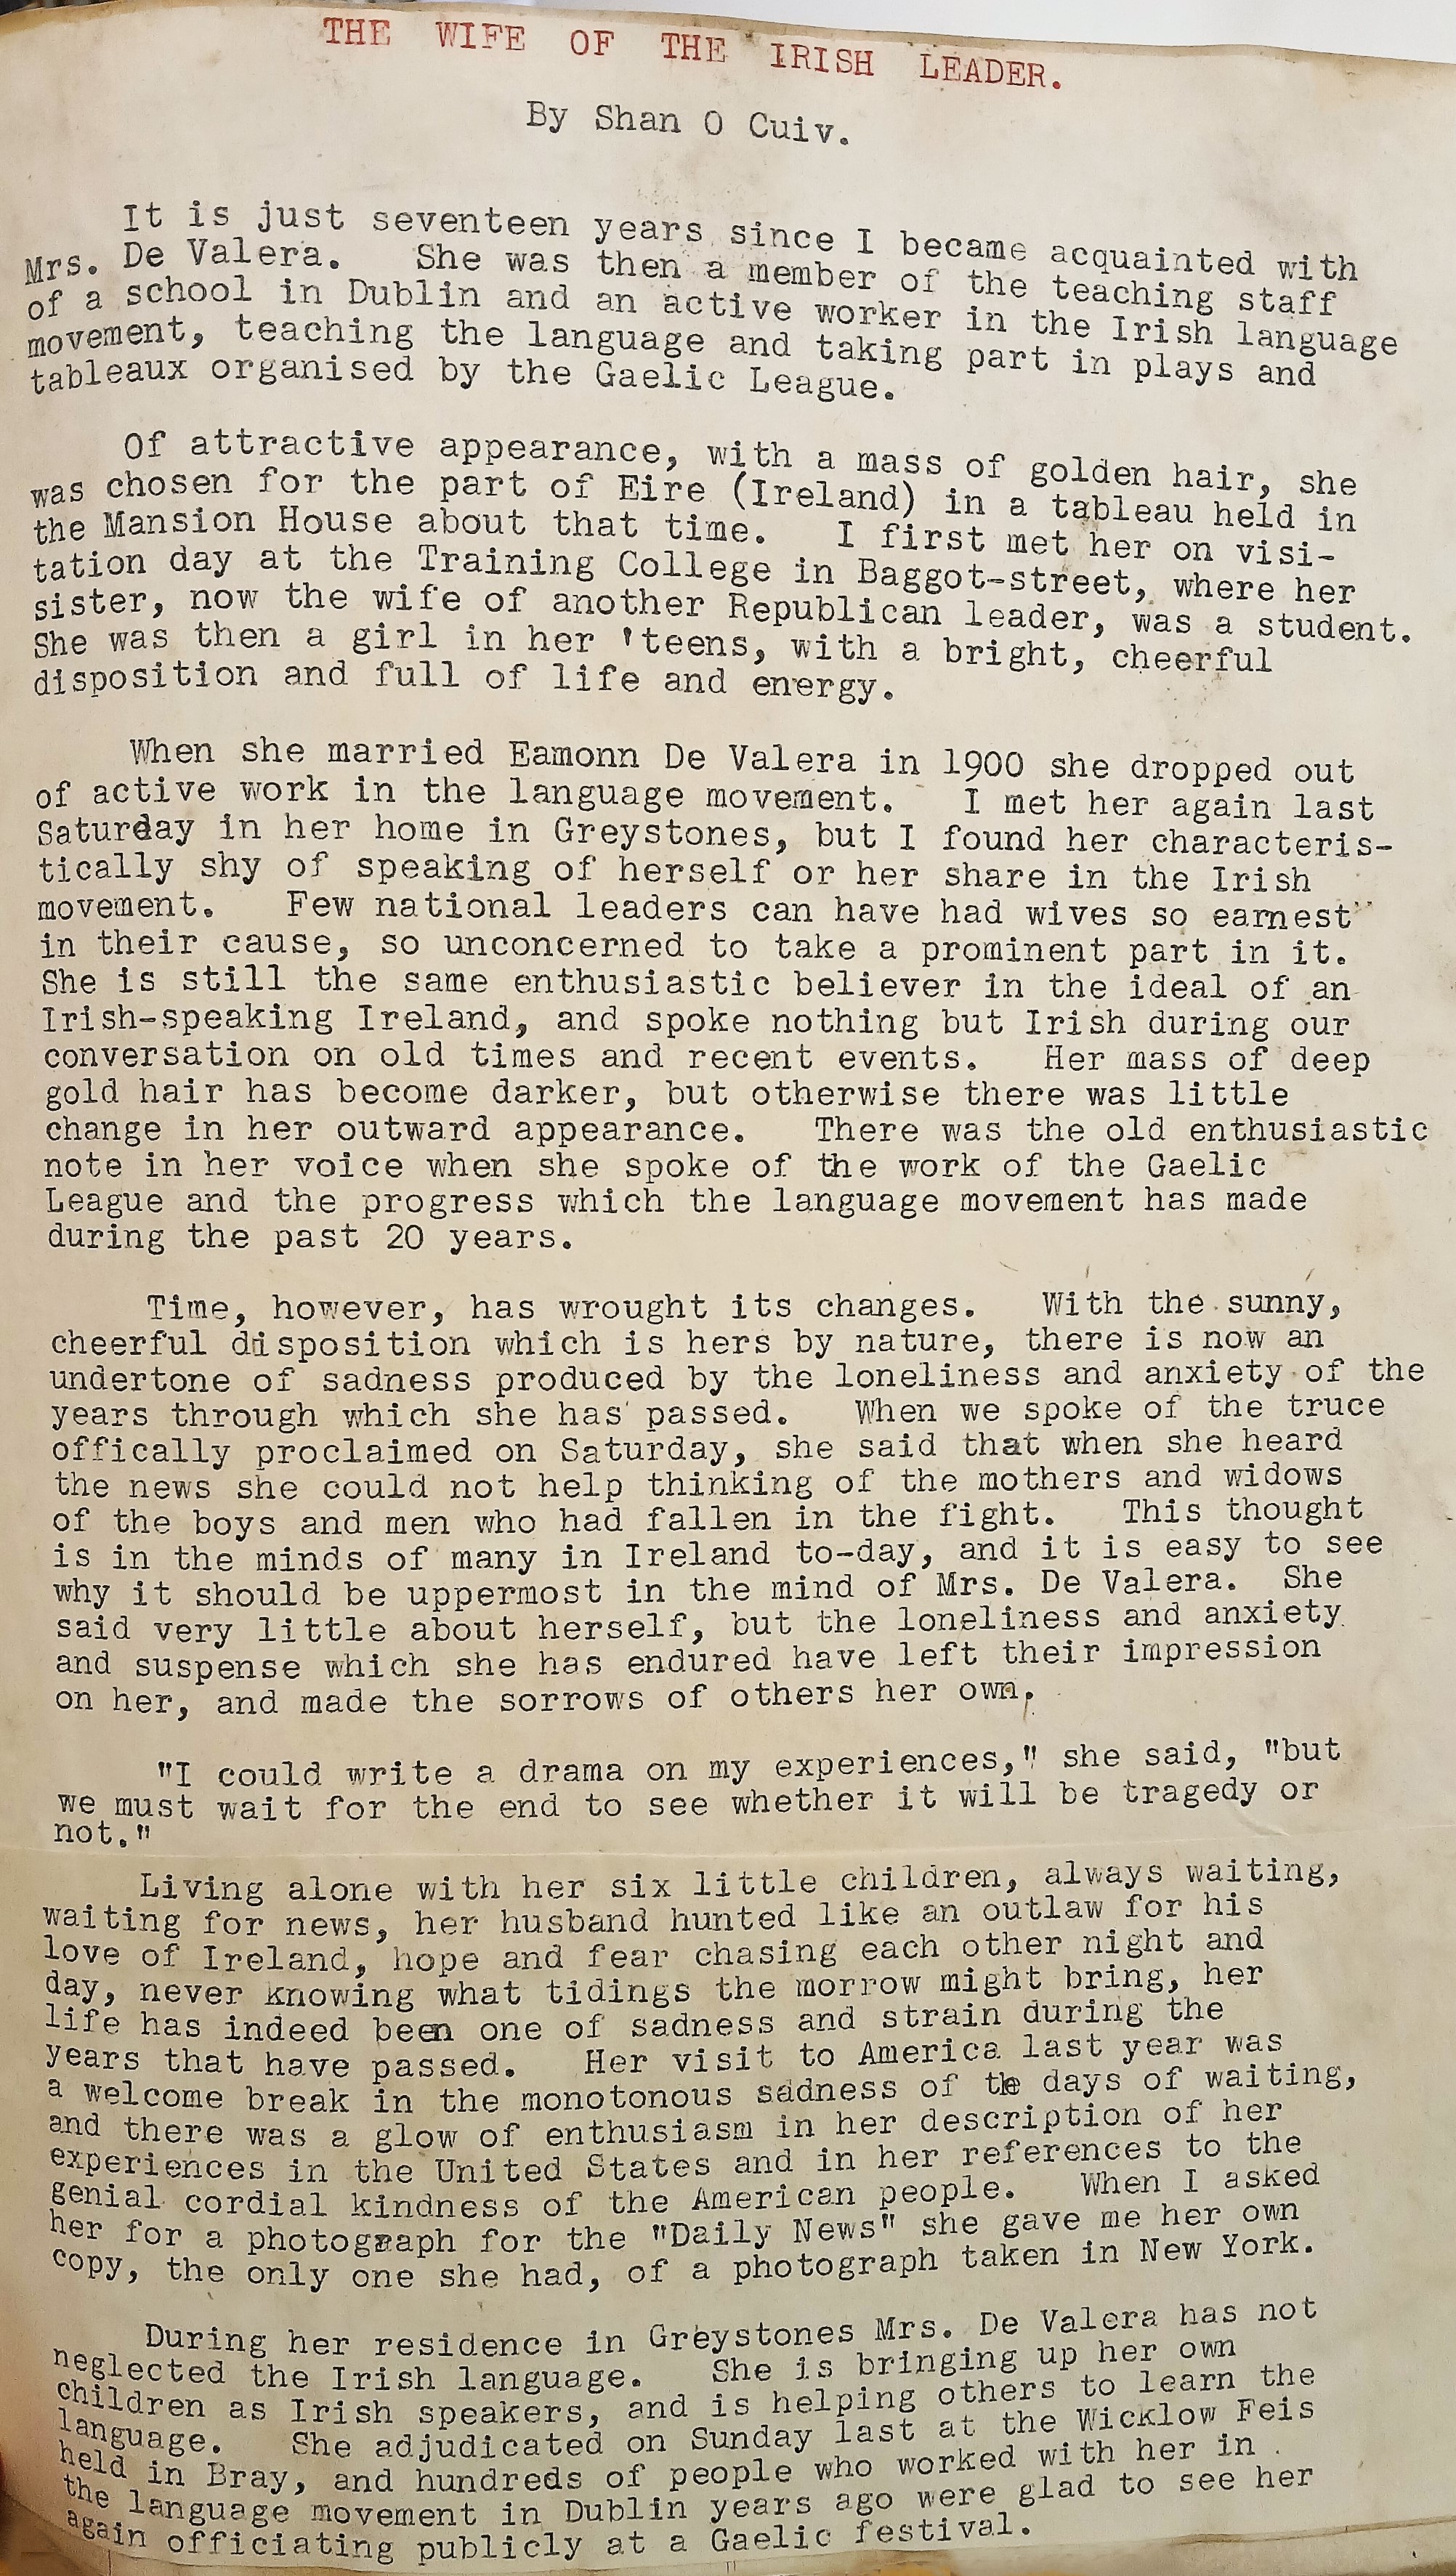 THE WIFE OF THE IRISH LEADER.
By Shan O Cuiv.
It is just seventeen years since I became acquainted with
Mrs. De Valera. She was then a member of the teaching staff
of a school in Dublin and an active worker in the Irish language
movement, teaching the language and taking part in plays and
tableaux organised by the Gaelic League.
Of attractive appearance, with a mass of golden hair, she
was chosen for the part of Eire (Ireland) in a tableau held in
the Mansion House about that time. I first met her on visi-
tation day at the Training College in Baggot-street, where her
sister, now the wife of another Republican leader, was a student.
She was then a girl in her 'teens, with a bright, cheerful
disposition and full of life and energy.
When she married Eamonn De Valera in 1900 she dropped out
of active work in the language movement. I met her again last
Saturday in her home in Greystones, but I found her characteris-
tically shy of speaking of herself or her share in the Irish
movement. Few national leaders can have had wives so earnest
in their cause, so unconcerned to take a prominent part in it.
She is still the same enthusiastic believer in the ideal of an
Irish-speaking Ireland, and spoke nothing but Irish during our
conversation on old times and recent events. Her mass of deep
gold hair has become darker, but otherwise there was little
change in her outward appearance. There was the old enthusiastic
note in her voice when she spoke of the work of the Gaelic
League and the progress which the language movement has made
during the past 20 years.
Time, however, has wrought its changes. With the sunny,
cheerful disposition which is hers by nature, there is now an
undertone of sadness produced by the loneliness and anxiety of the
years through which she has passed. When we spoke of the truce
offically proclaimed on Saturday, she said that when she heard
the news she could not help thinking of the mothers and widows
of the boys and men who had fallen in the fight. This thought
is in the minds of many in Ireland to-day, and it is easy to see
why it should be uppermost in the mind of Mrs. De Valera. She
said very little about herself, but the loneliness and anxiety
and suspense which she has endured have left their impression
on her, and made the sorrows of others her own.
"I could write a drama on my experiences," she said, "but
we must wait for the end to see whether it will be tragedy or
not."
Living alone with her six little children, always waiting,
waiting for news, her husband hunted like an outlaw for his
love of Ireland, hope and fear chasing each other night and
day, never knowing what tidings the morrow might bring, her
life has indeed been one of sadness and strain during the
years that have passed. Her visit to America last year was
a welcome break in the monotonous sadness of the days of waiting,
and there was a glow of enthusiasm in her description of her
experiences in the United States and in her references to the
genial cordial kindness of the American people. When I asked
her for a photograph for the "Daily News" she gave me her own
copy, the only one she had, of a photograph taken in New York.
During her residence in Greystones Mrs. De Valera has not
neglected the Irish language. She is bringing up her own
children as Irish speakers, and is helping others to learn the
language. She adjudicated on Sunday last at the Wicklow Feis
held in Bray, and hundreds of people who worked with her in
the language movement in Dublin years ago were glad to see her
again officiating publicly at a Gaelic festival.